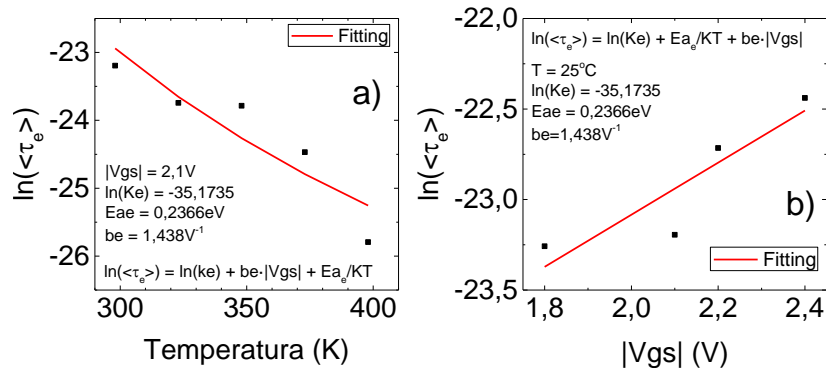 -23
-24
-25
-26
ln(<τe>)
300
350
400
Temperatura (K)
Fitting
a)
|Vgs| = 2,1V
ln(Ke) = -35,1735
Eae = 0,2366eV
be = 1,438V⁻¹
ln(<τe>) = ln(ke) + be·|Vgs| + Eae/KT
-22,0
-22,5
-23,0
-23,5
ln(<τe>)
1,8
2,0
2,2
2,4
|Vgs| (V)
ln(<τe>) = ln(Ke) + Eae/KT + be·|Vgs|
T = 25°C
ln(Ke) = -35,1735
Eae = 0,2366eV
be=1,438V⁻¹
b)
Fitting